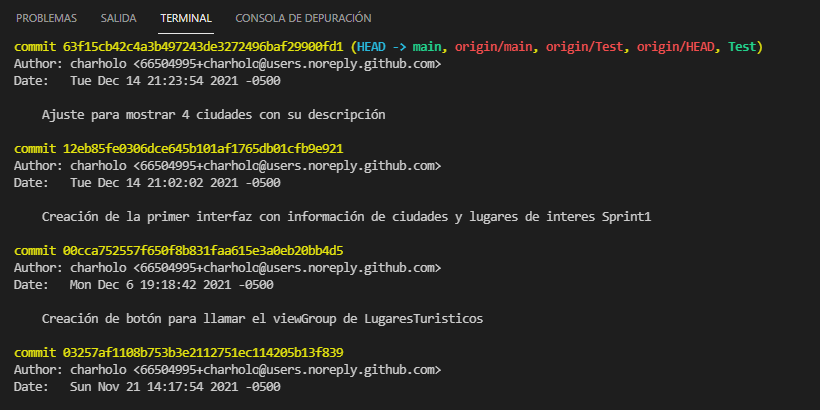 PROBLEMAS SALIDA TERMINAL CONSOLA DE DEPURACIÓN
commit 63f15cb42c4a3b497243de3272496baf29900fd1 (HEAD -> main, origin/main, origin/Test, origin/HEAD, Test)
Author: charholo <66504995+charholo@users.noreply.github.com>
Date:   Tue Dec 14 21:23:54 2021 -0500
Ajuste para mostrar 4 ciudades con su descripción
commit 12eb85fe0306dce645b101af1765db01cfb9e921
Author: charholo <66504995+charholo@users.noreply.github.com>
Date:   Tue Dec 14 21:02:02 2021 -0500
Creación de la primer interfaz con información de ciudades y lugares de interes Sprint1
commit 00cca752557f650f8b831faa615e3a0eb20bb4d5
Author: charholo <66504995+charholo@users.noreply.github.com>
Date:   Mon Dec 6 19:18:42 2021 -0500
Creación de botón para llamar el viewGroup de LugaresTuristicos
commit 03257af1108b753b3e2112751ec114205b13f839
Author: charholo <66504995+charholo@users.noreply.github.com>
Date:   Sun Nov 21 14:17:54 2021 -0500